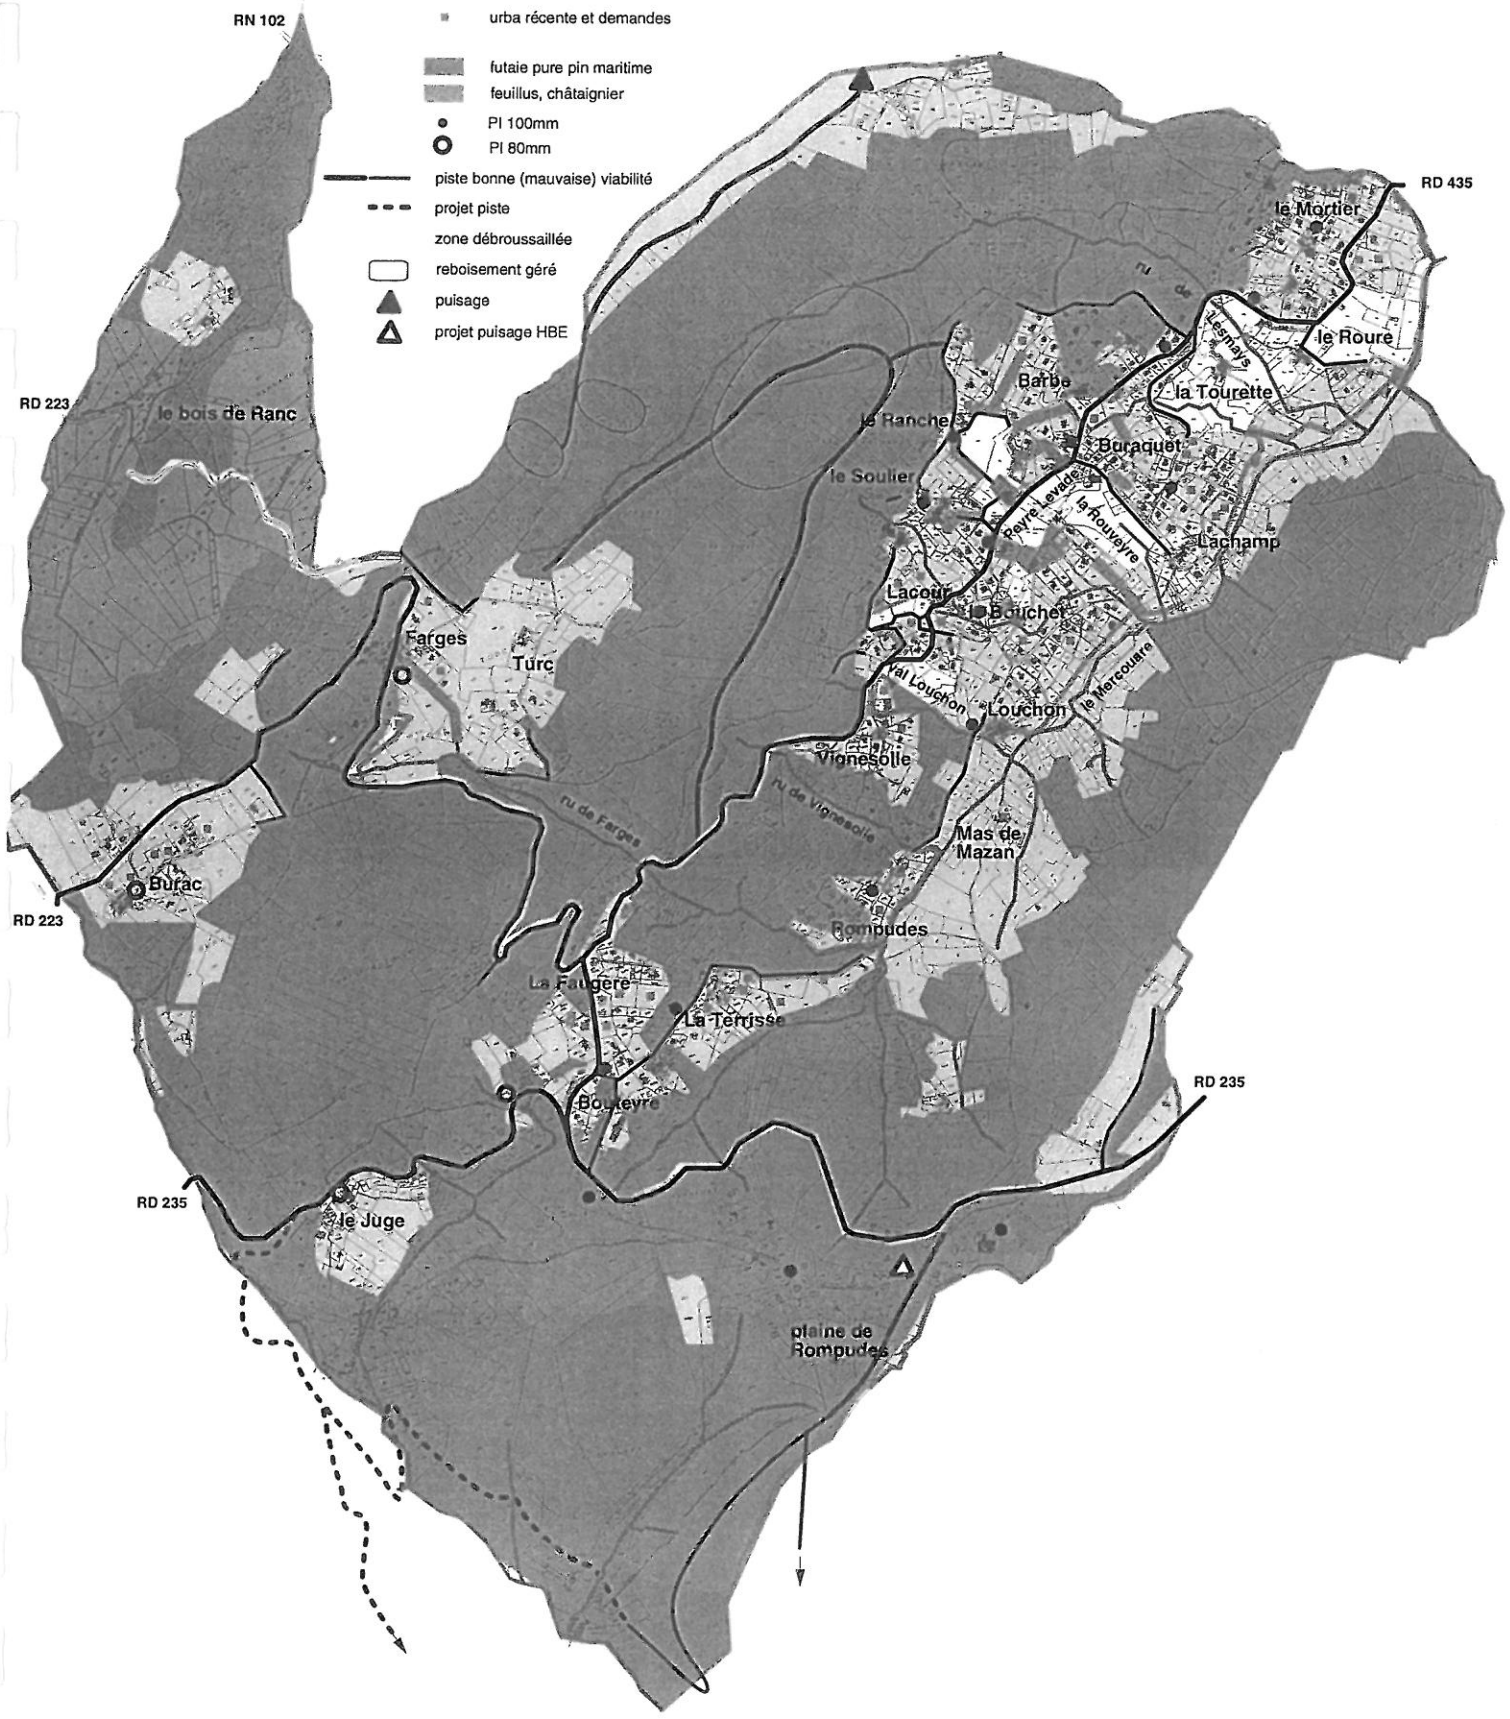 RN 102
urba récente et demandes
futaie pure pin maritime
feuillus, châtaignier
PI 100mm
PI 80mm
piste bonne (mauvaise) viabilité
projet piste
zone débroussaillée
reboisement géré
puisage
projet puisage HBE
RD 435
le Mortier
ru de
Lesmays
le Roure
RD 223
le bois de Ranc
Barbe
la Tourette
le Ranche
Buraquet
le Soulier
Peyre Levade
la Rouveyre
Lachamp
Lacour
le Bouchet
Farges
Turc
le Mercouare
val Louchon
Louchon
Vignesolle
ru de Farges
ru de Vignesolle
Mas de
Mazan
Burac
RD 223
Rompudes
La Faugère
La Terrisse
RD 235
Bouteyre
RD 235
le Juge
plaine de
Rompudes